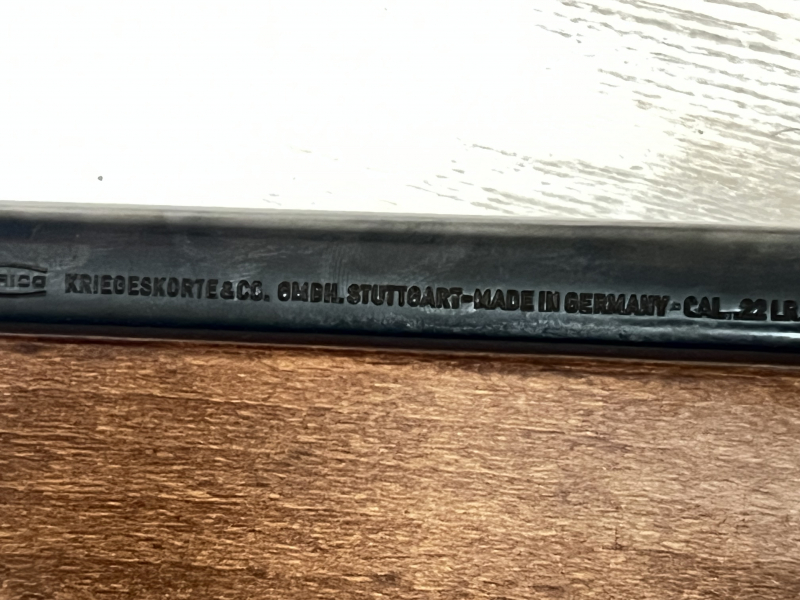 KRIEGESKORTE & CO. GMBH. STUTTGART-MADE IN GERMANY-CAL. .22 LR.